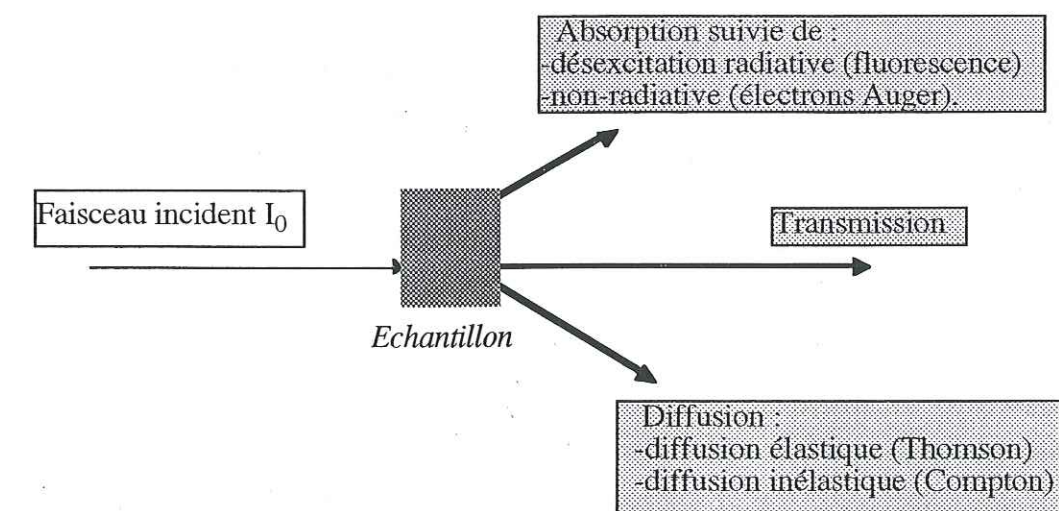 Absorption suivie de :
-désexcitation radiative (fluorescence)
-non-radiative (électrons Auger).
Faisceau incident I₀
Transmission
Echantillon
Diffusion :
-diffusion élastique (Thomson)
-diffusion inélastique (Compton)